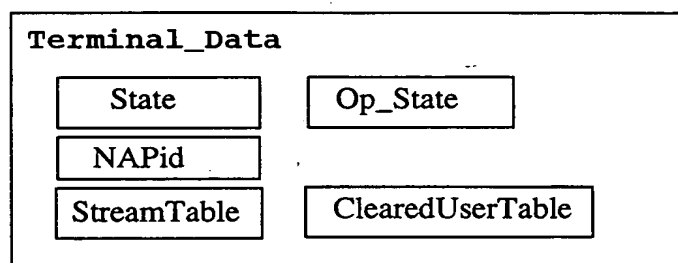 Terminal_Data
State Op_State
NAPid
StreamTable ClearedUserTable